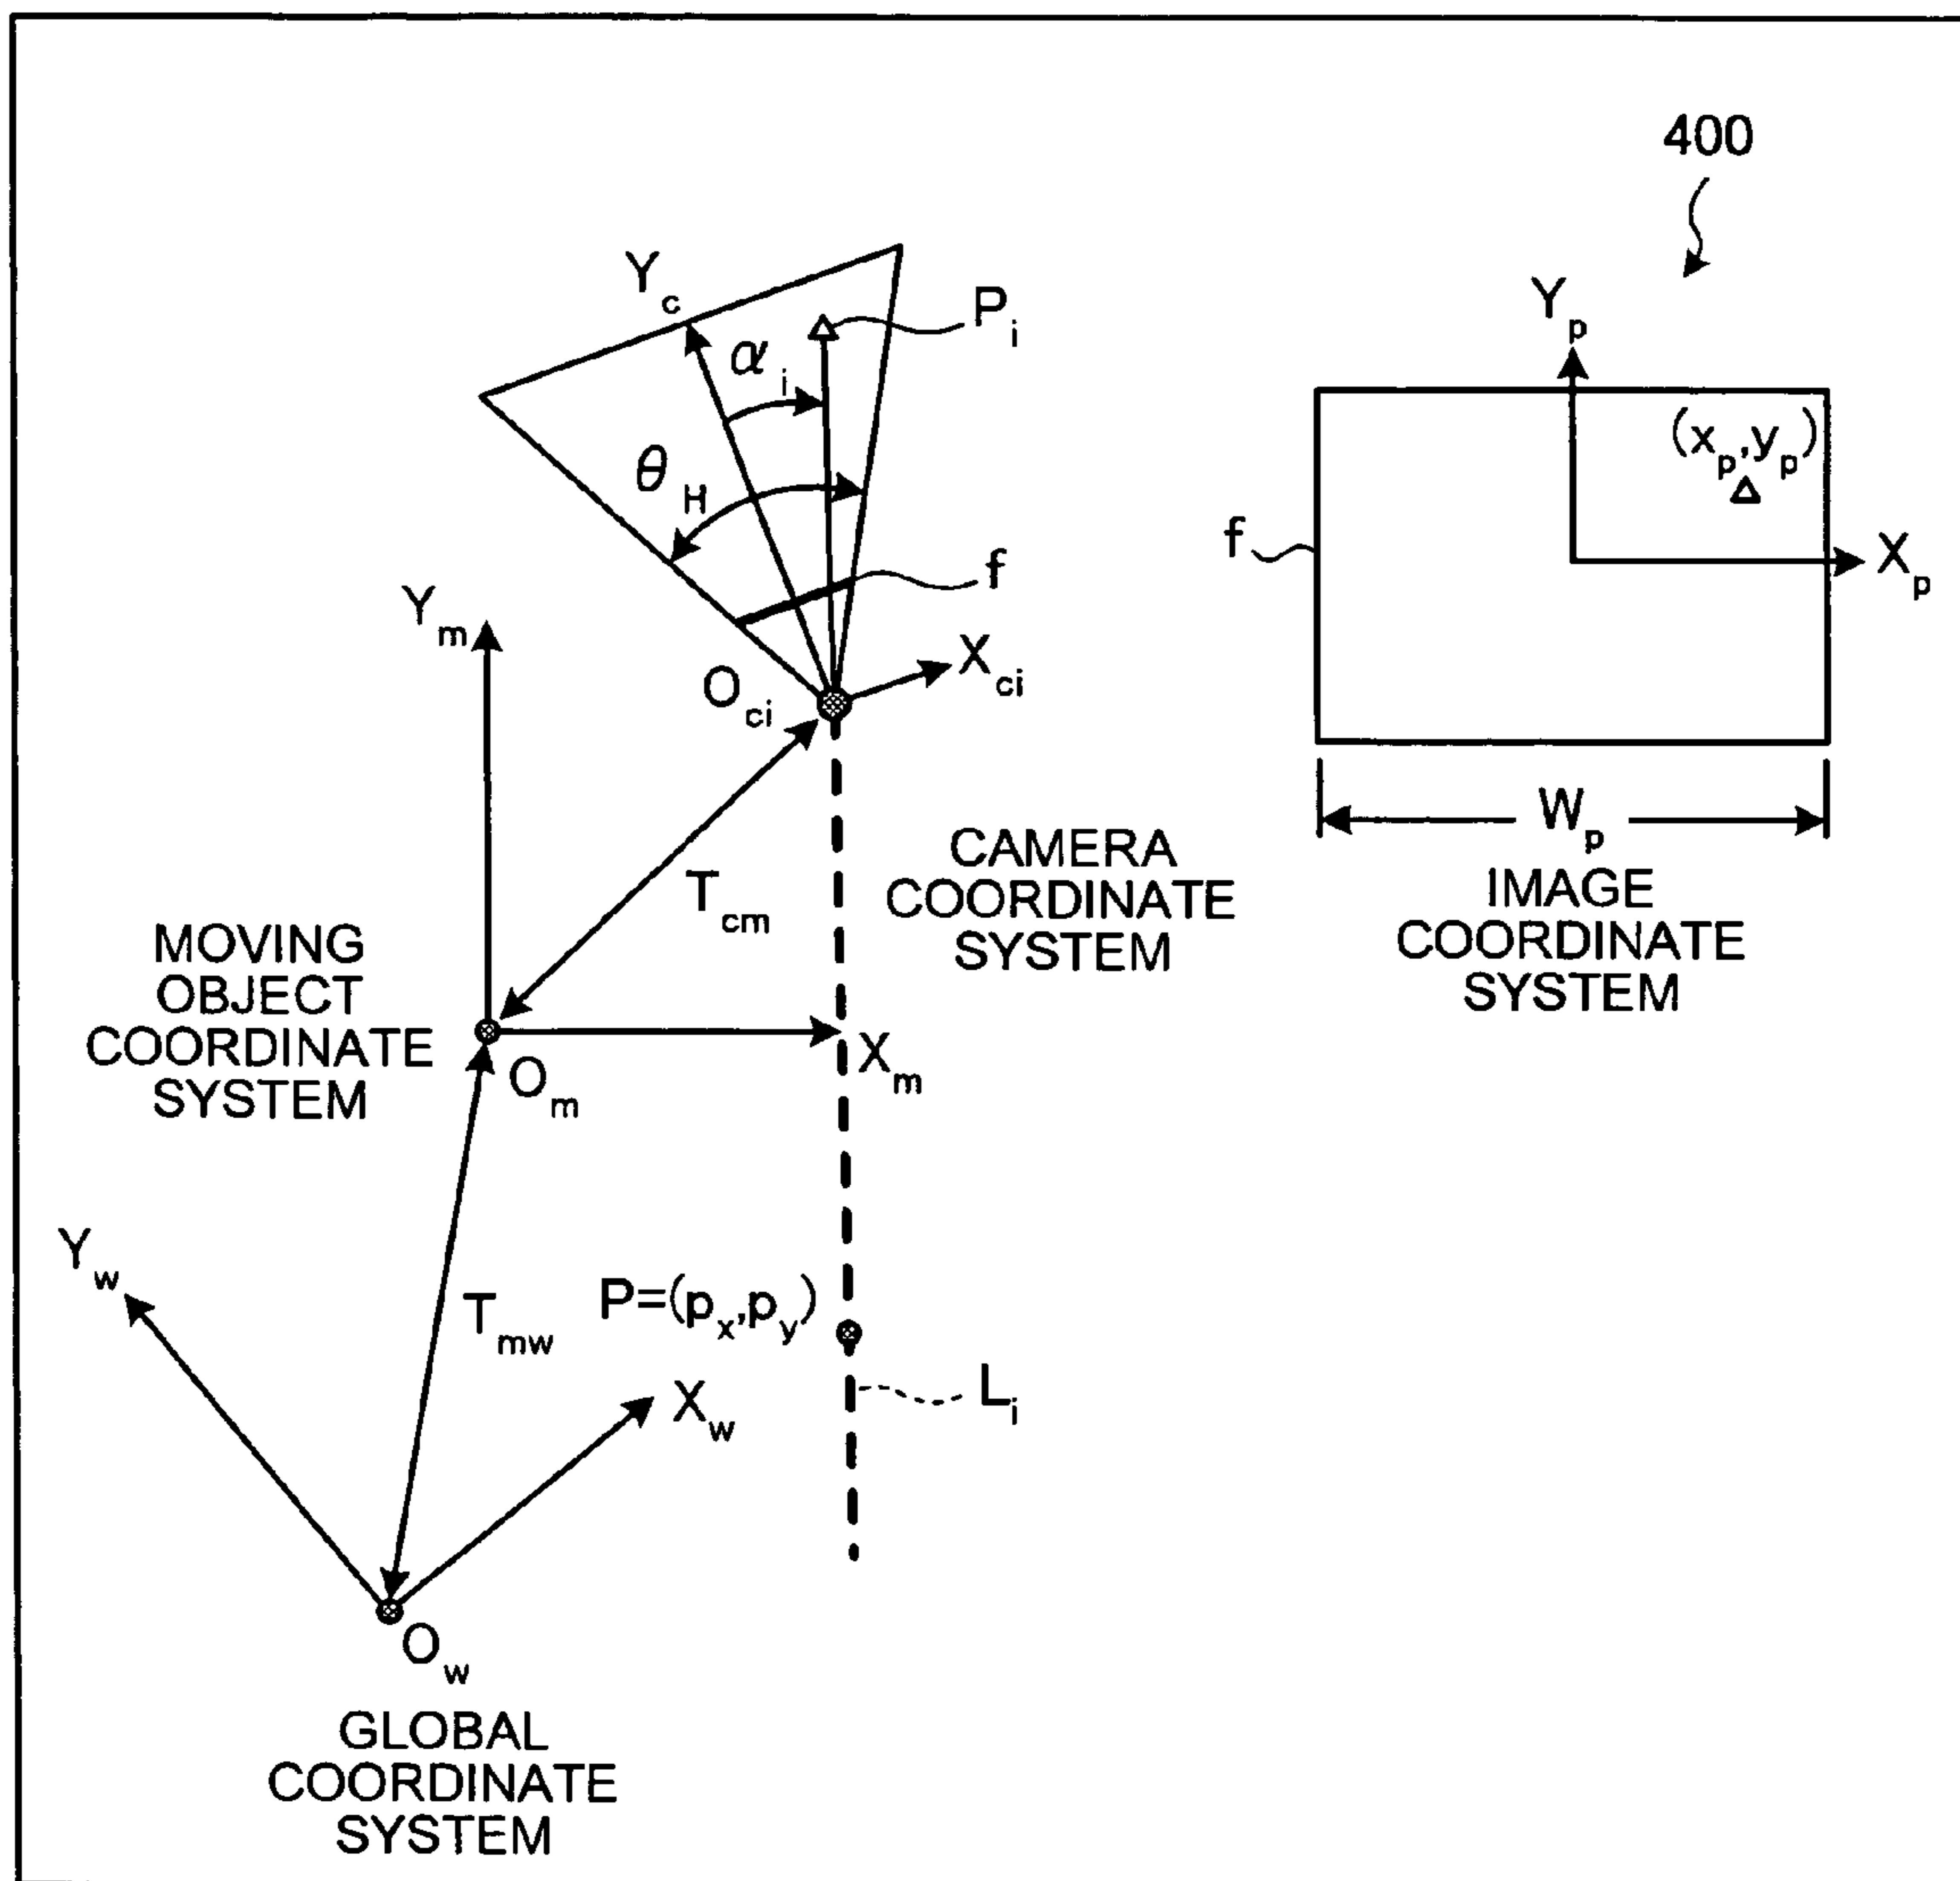 400
Y_c
P_i
α_i
θ_H
f
Y_p
(x_p,y_p)
f
X_p
W_p
IMAGE
COORDINATE
SYSTEM
Y_m
X_ci
O_ci
CAMERA
COORDINATE
SYSTEM
T_cm
MOVING
OBJECT
COORDINATE
SYSTEM
O_m
X_m
Y_w
T_mw
P=(p_x,p_y)
L_i
X_w
O_w
GLOBAL
COORDINATE
SYSTEM